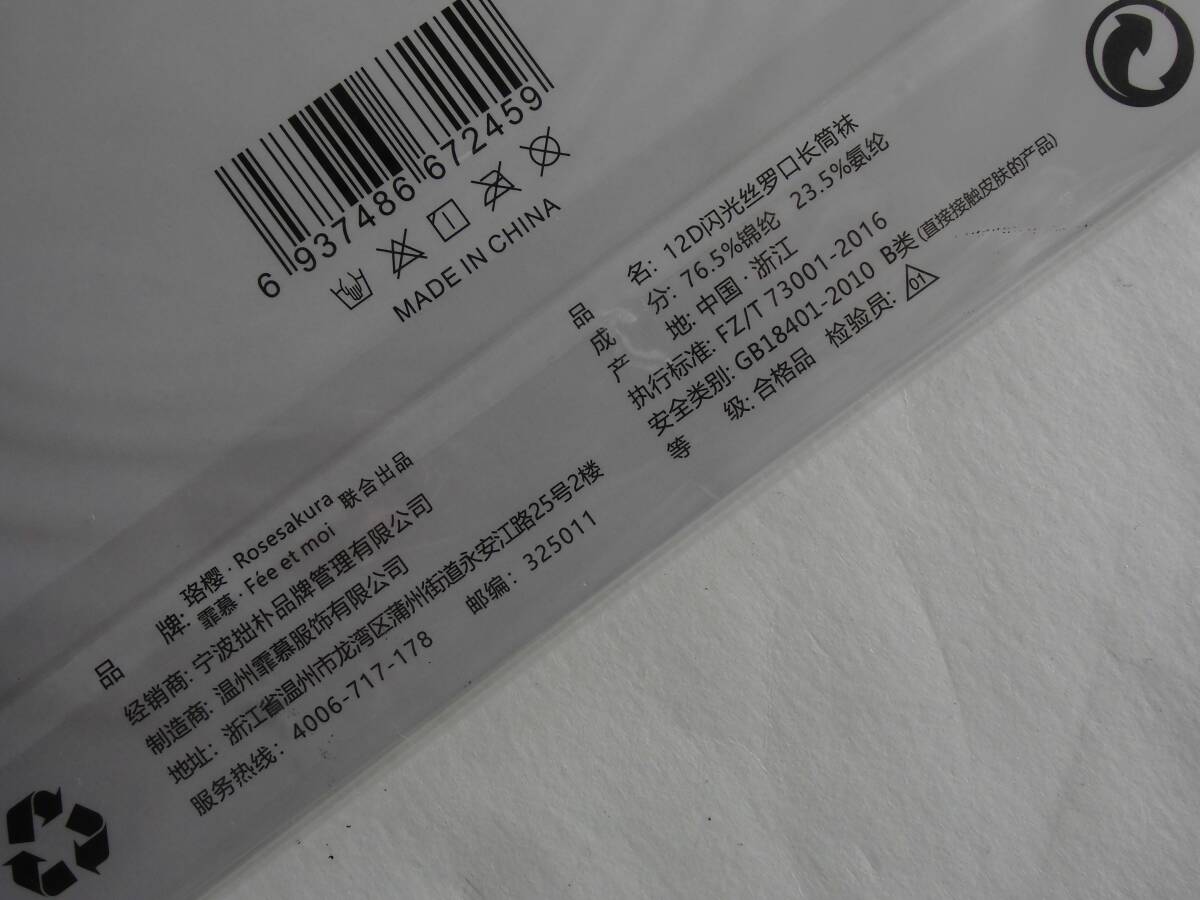 6 937486 672459
MADE IN CHINA
品 名: 12D闪光丝罗口长筒袜
成 分: 76.5%锦纶 23.5%氨纶
产 地: 中国·浙江
执行标准: FZ/T 73001-2016
安全类别: GB18401-2010 B类 (直接接触皮肤的产品)
等 级: 合格品 检验员: 01
品 牌: 珞樱·Rosesakura
霏慕·Fée et moi 联合出品
经销商: 宁波拙朴品牌管理有限公司
制造商: 温州霏慕服饰有限公司
地址: 浙江省温州市龙湾区蒲州街道永安江路25号2楼
服务热线: 4006-717-178 邮编: 325011